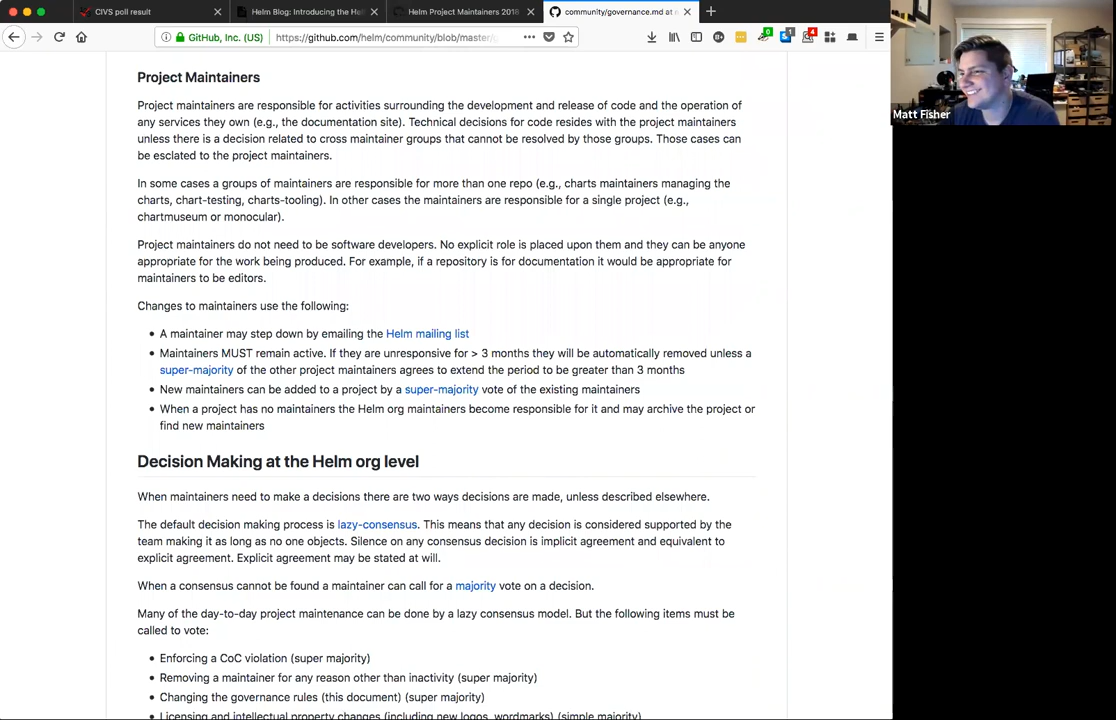 CIVS poll result
Helm Blog: Introducing the He
Helm Project Maintainers 2018
community/governance.md at
GitHub, Inc. (US)
https://github.com/helm/community/blob/master/
Matt Fisher
Project Maintainers
Project maintainers are responsible for activities surrounding the development and release of code and the operation of
any services they own (e.g., the documentation site). Technical decisions for code resides with the project maintainers
unless there is a decision related to cross maintainer groups that cannot be resolved by those groups. Those cases can
be esclated to the project maintainers.
In some cases a groups of maintainers are responsible for more than one repo (e.g., charts maintainers managing the
charts, chart-testing, charts-tooling). In other cases the maintainers are responsible for a single project (e.g.,
chartmuseum or monocular).
Project maintainers do not need to be software developers. No explicit role is placed upon them and they can be anyone
appropriate for the work being produced. For example, if a repository is for documentation it would be appropriate for
maintainers to be editors.
Changes to maintainers use the following:
• A maintainer may step down by emailing the Helm mailing list
• Maintainers MUST remain active. If they are unresponsive for > 3 months they will be automatically removed unless a
super-majority of the other project maintainers agrees to extend the period to be greater than 3 months
• New maintainers can be added to a project by a super-majority vote of the existing maintainers
• When a project has no maintainers the Helm org maintainers become responsible for it and may archive the project or
find new maintainers
Decision Making at the Helm org level
When maintainers need to make a decisions there are two ways decisions are made, unless described elsewhere.
The default decision making process is lazy-consensus. This means that any decision is considered supported by the
team making it as long as no one objects. Silence on any consensus decision is implicit agreement and equivalent to
explicit agreement. Explicit agreement may be stated at will.
When a consensus cannot be found a maintainer can call for a majority vote on a decision.
Many of the day-to-day project maintenance can be done by a lazy consensus model. But the following items must be
called to vote:
• Enforcing a CoC violation (super majority)
• Removing a maintainer for any reason other than inactivity (super majority)
• Changing the governance rules (this document) (super majority)
• Licensing and intellectual property changes (including new logos, wordmarks) (simple majority)